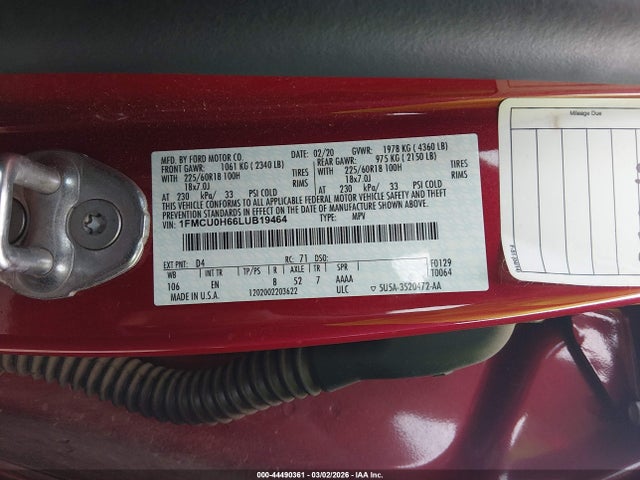 MFD. BY FORD MOTOR CO.
DATE: 02/20 GVWR: 1978 KG ( 4360 LB)
FRONT GAWR: 1061 KG ( 2340 LB) REAR GAWR: 975 KG ( 2150 LB)
WITH 225/60R18 100H TIRES WITH 225/60R18 100H TIRES
18x7.0J RIMS 18x7.0J RIMS
AT 230 kPa/ 33 PSI COLD AT 230 kPa/ 33 PSI COLD
THIS VEHICLE CONFORMS TO ALL APPLICABLE FEDERAL MOTOR VEHICLE SAFETY, BUMPER, AND THEFT PREVENTION STANDARDS IN EFFECT ON THE DATE OF MANUFACTURE SHOWN ABOVE.
VIN: 1FMCU0H66LUB19464 TYPE: MPV
EXT PNT: D4 RC: 71 DSO: F0129
WB INT TR TP/PS R AXLE TR SPR 10064
106 EN 8 52 7 AAAA
MADE IN U.S.A. 1202002203622 ULC 5U5A-3520472-AA
Mileage Due
000-44490361 - 03/02/2026 - IAA Inc.